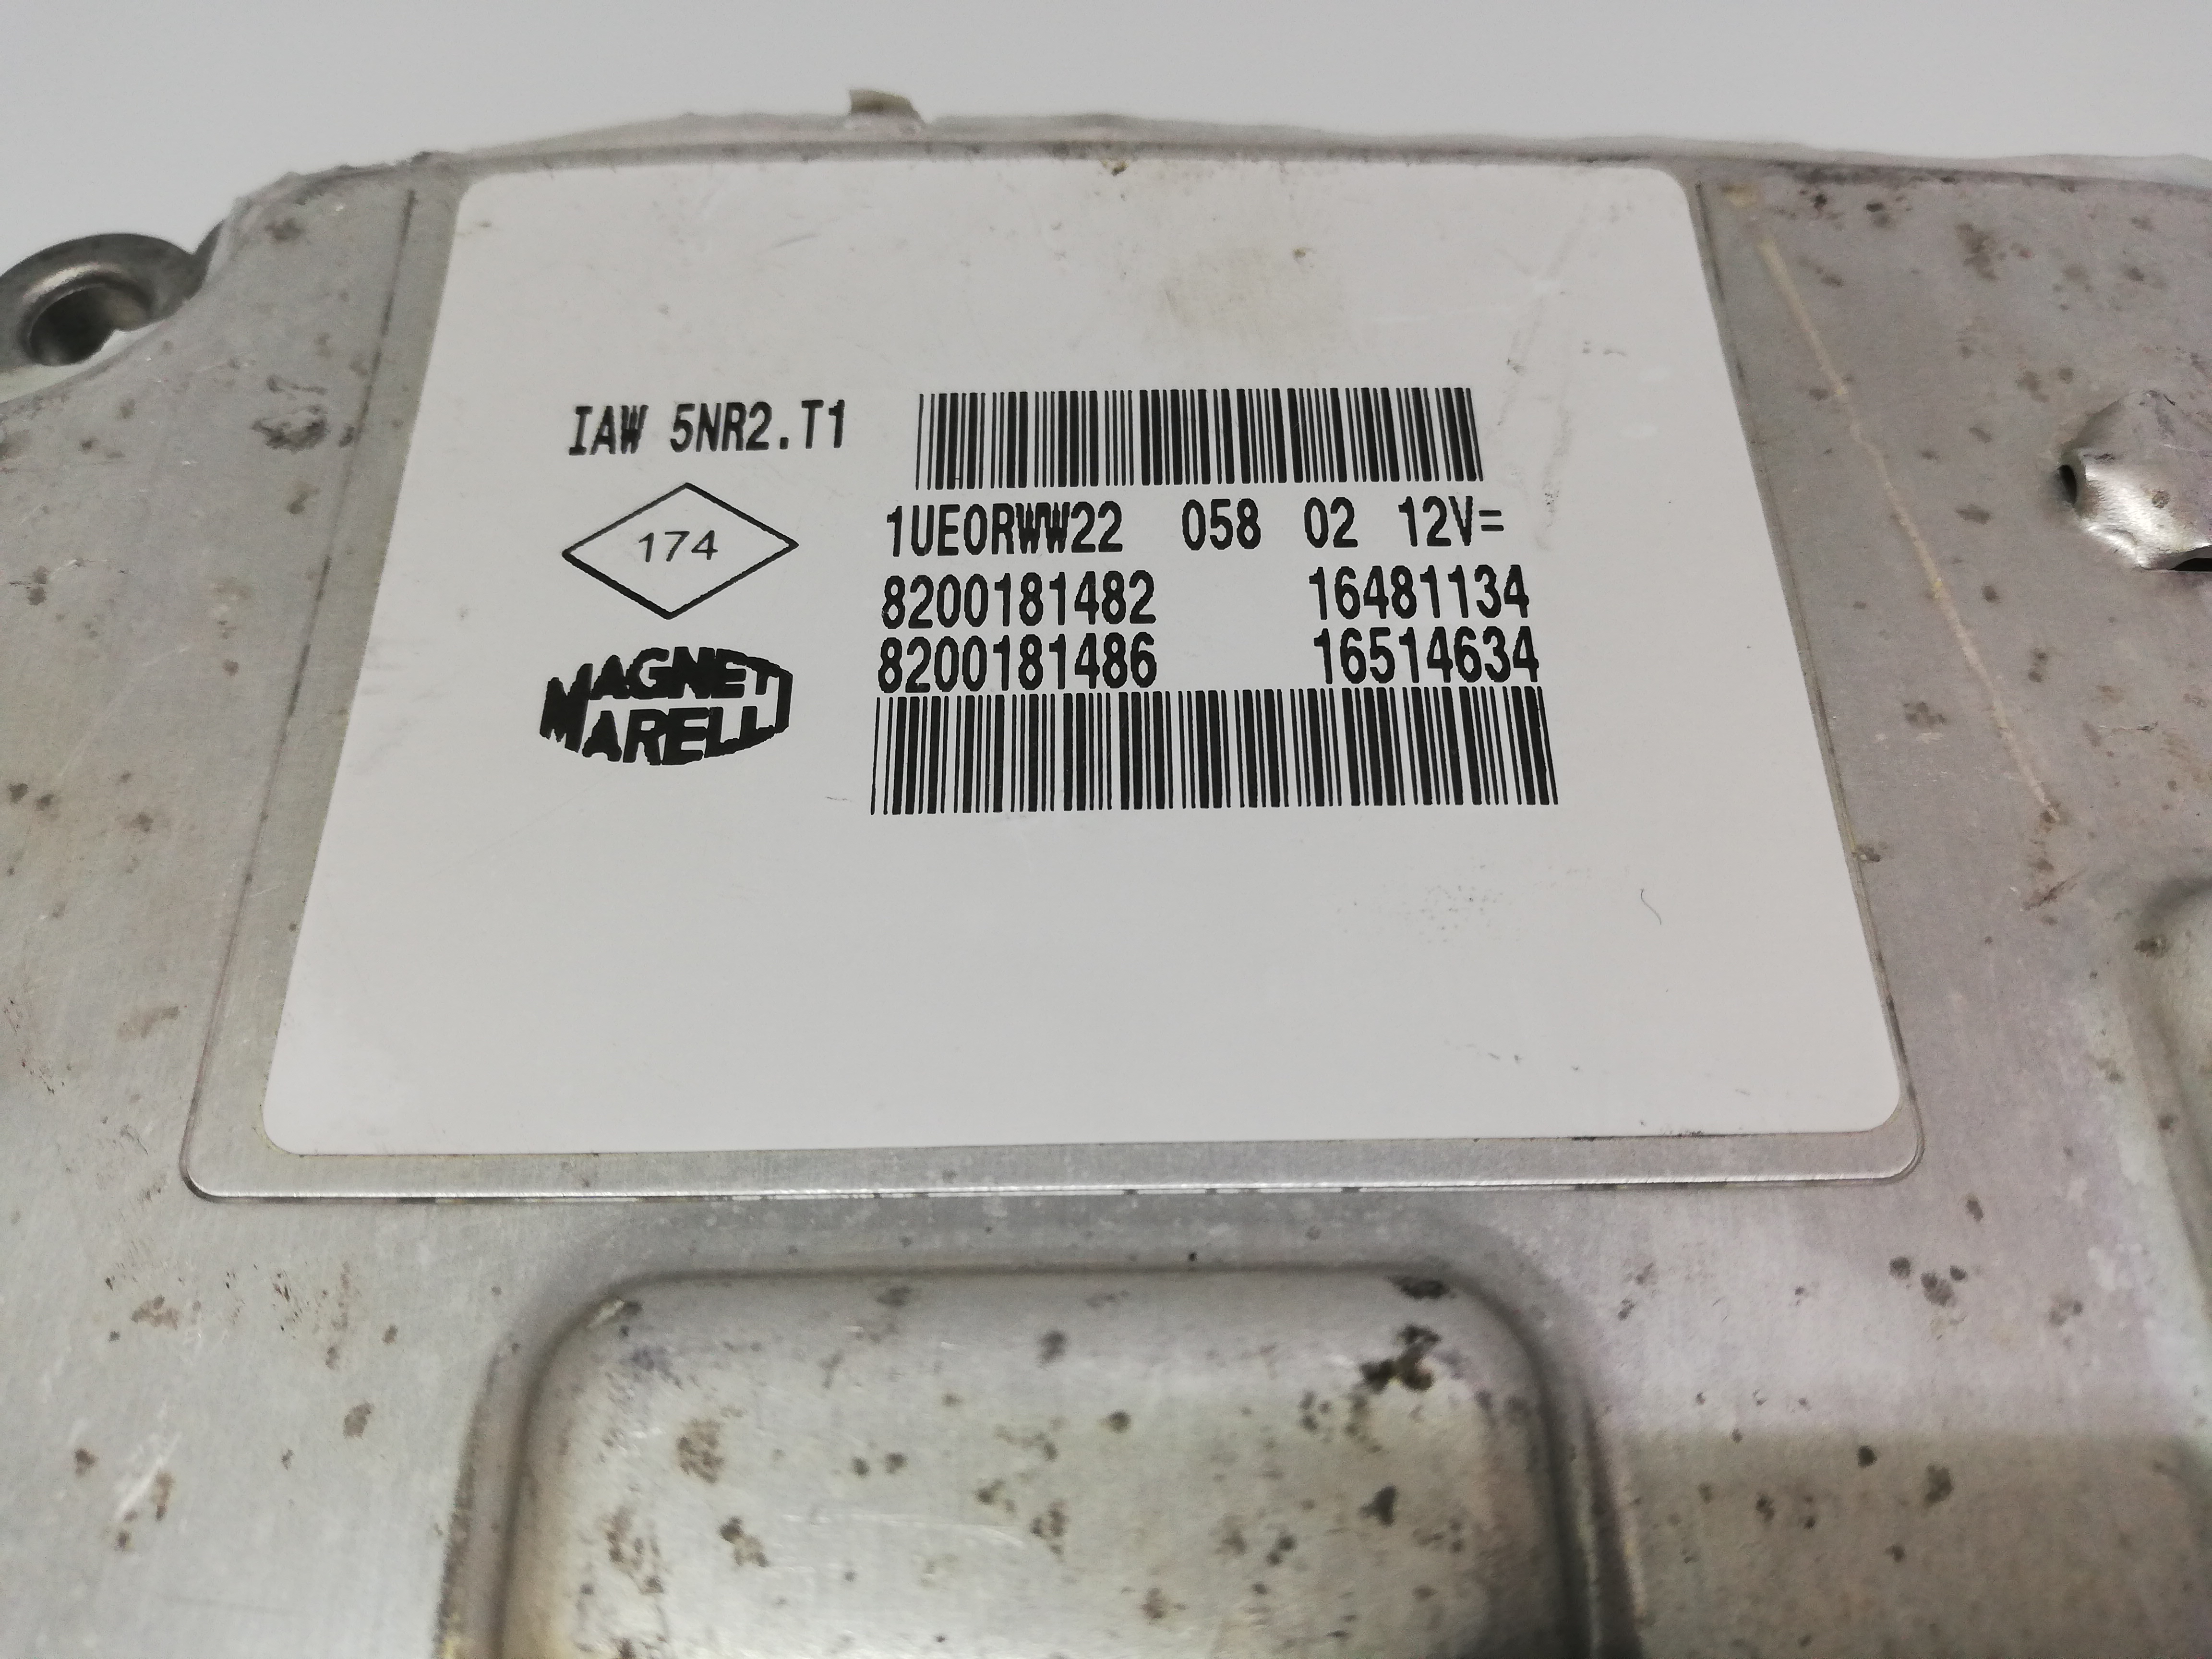 IAW 5NR2.T1
174
MAGNETI
MARELLI
1UE0RWW22 058 02 12V=
8200181482 16481134
8200181486 16514634